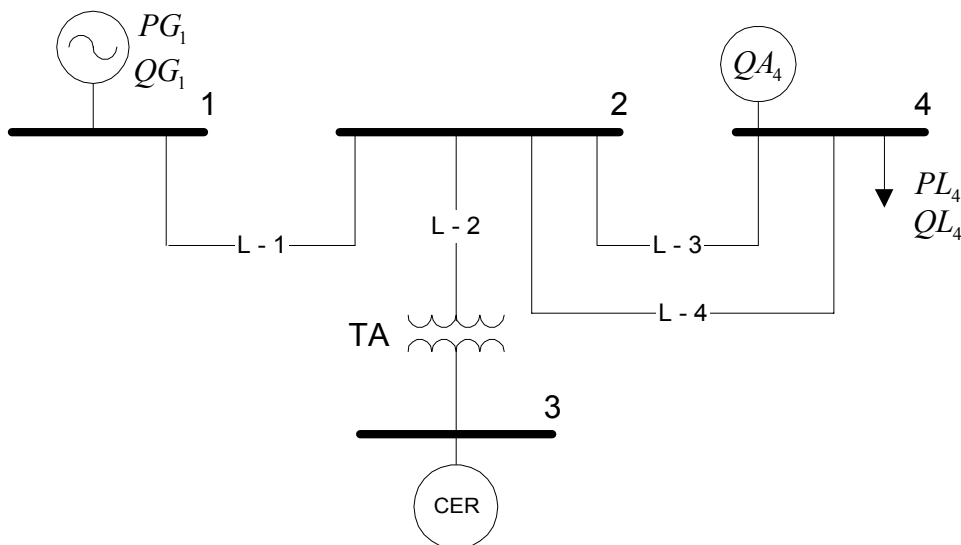 PG₁
QG₁
1
2
QA₄
4
PL₄
QL₄
L - 1
L - 2
L - 3
L - 4
TA
3
CER